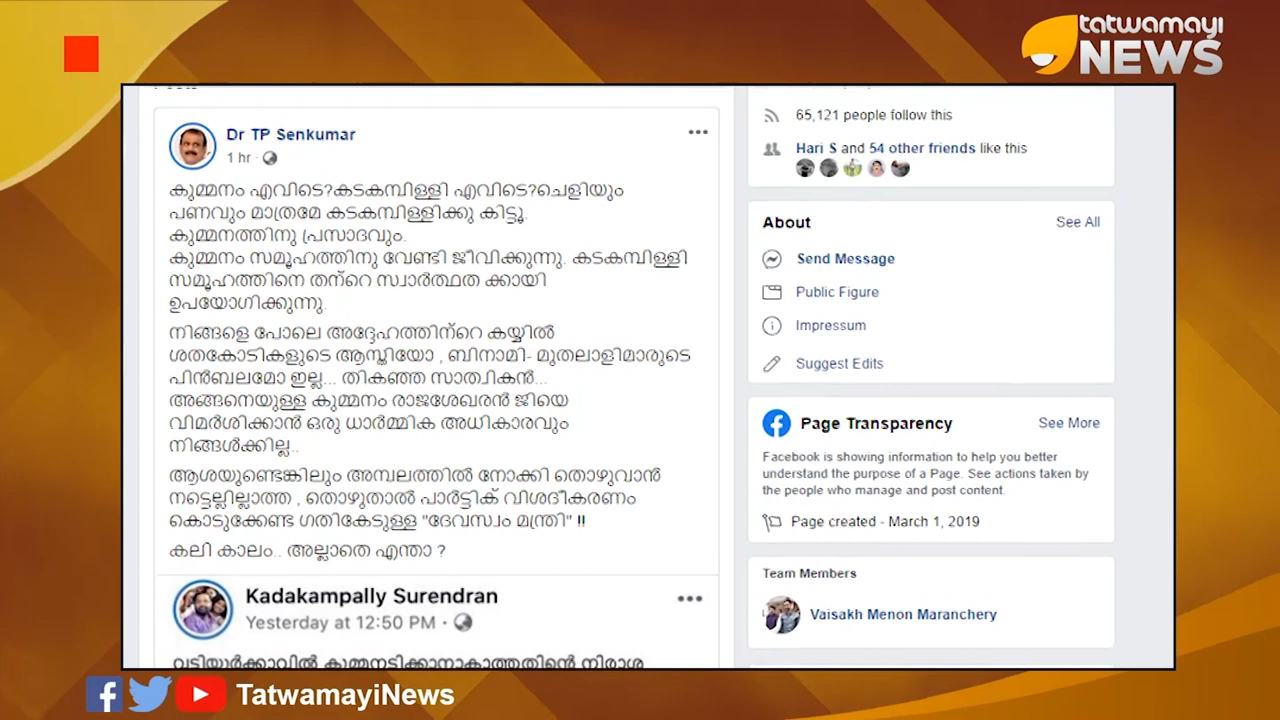 tatwamayi
NEWS
Dr TP Senkumar
1 hr ·
കുമ്മനം എവിടെ?കടകമ്പിള്ളി എവിടെ?ചെളിയും
പണവും മാത്രമേ കടകമ്പിള്ളിക്കു കിട്ടൂ.
കുമ്മനത്തിനു പ്രസാദവും.
കുമ്മനം സമൂഹത്തിനു വേണ്ടി ജീവിക്കുന്നു. കടകമ്പിള്ളി
സമൂഹത്തിനെ തന്റെ സ്വാർത്ഥത ക്കായി
ഉപയോഗിക്കുന്നു.
നിങ്ങളെ പോലെ അദ്ദേഹത്തിന്റെ കയ്യിൽ
ശതകോടികളുടെ ആസ്തിയോ , ബിനാമി- മുതലാളിമാരുടെ
പിൻബലമോ ഇല്ല... തികഞ്ഞ സാത്വികൻ...
അങ്ങനെയുള്ള കുമ്മനം രാജശേഖരൻ ജിയെ
വിമർശിക്കാൻ ഒരു ധാർമ്മിക അധികാരവും
നിങ്ങൾക്കില്ല..
ആശയുണ്ടെങ്കിലും അമ്പലത്തിൽ നോക്കി തൊഴുവാൻ
നട്ടെല്ലില്ലാത്ത , തൊഴുതാൽ പാർട്ടിക് വിശദീകരണം
കൊടുക്കേണ്ട ഗതികേടുള്ള "ദേവസ്വം മന്ത്രി" !!
കലി കാലം.. അല്ലാതെ എന്താ ?
Kadakampally Surendran
Yesterday at 12:50 PM ·
വട്ടിയൂർക്കാവിൽ കുമ്മനടിക്കാനാകാത്തതിന്റെ നിരാശ
65,121 people follow this
Hari S and 54 other friends like this
About See All
Send Message
Public Figure
Impressum
Suggest Edits
Page Transparency See More
Facebook is showing information to help you better
understand the purpose of a Page. See actions taken by
the people who manage and post content.
Page created - March 1, 2019
Team Members
Vaisakh Menon Maranchery
TatwamayiNews